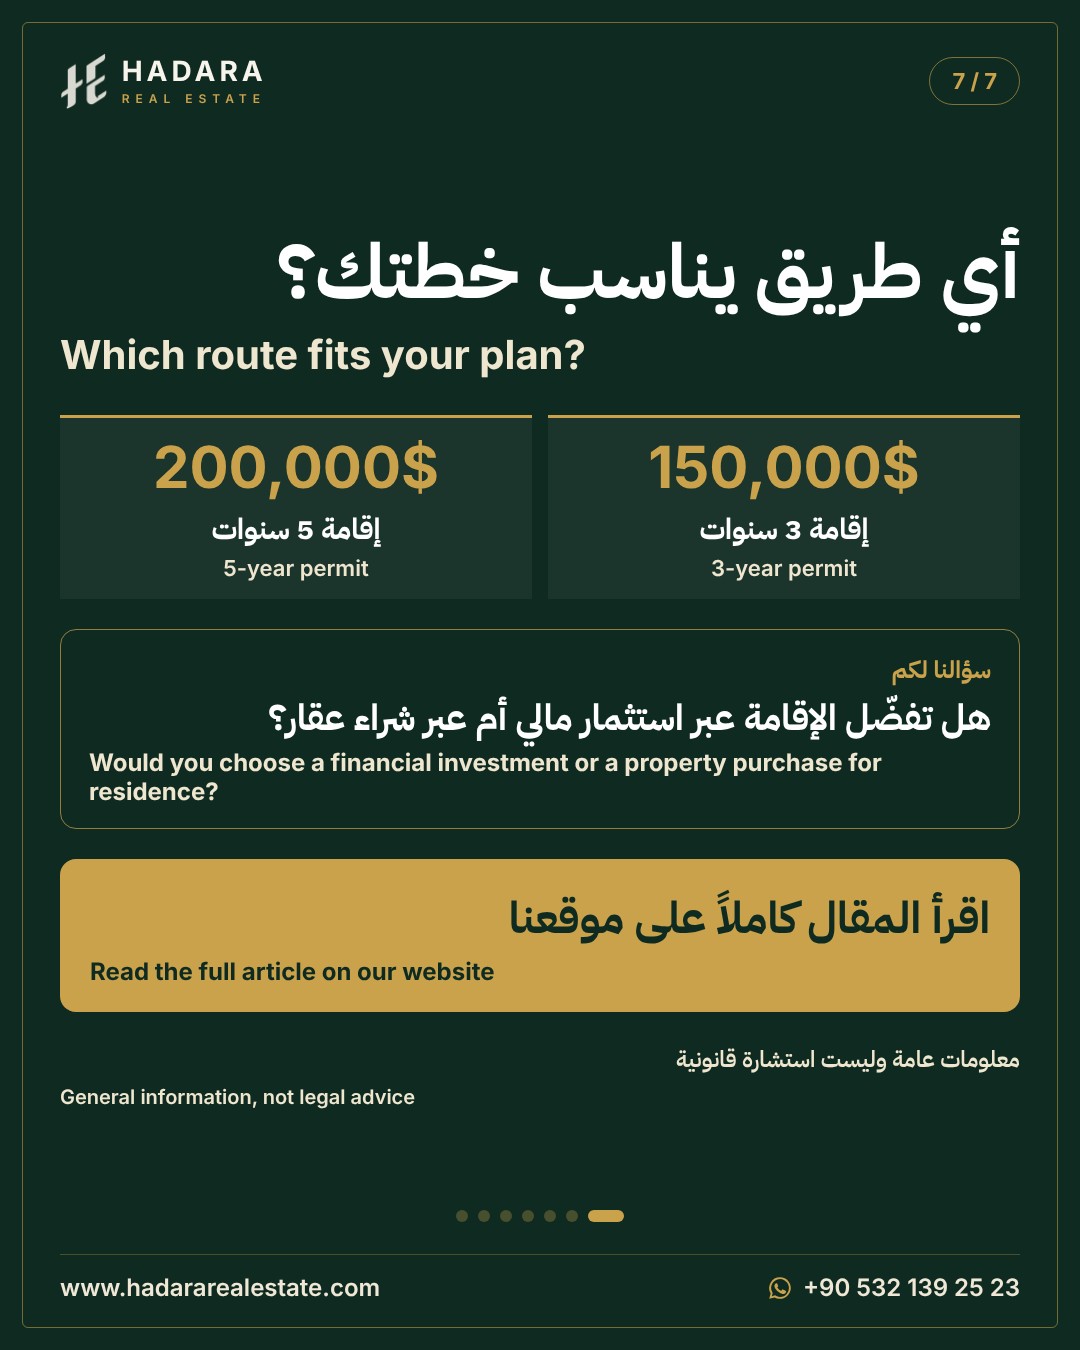 HADARA
REAL ESTATE
7 / 7
أي طريق يناسب خطتك؟
Which route fits your plan?
150,000$
إقامة 3 سنوات
3-year permit
200,000$
إقامة 5 سنوات
5-year permit
سؤالنا لكم
هل تفضّل الإقامة عبر استثمار مالي أم عبر شراء عقار؟
Would you choose a financial investment or a property purchase for
residence?
اقرأ المقال كاملاً على موقعنا
Read the full article on our website
معلومات عامة وليست استشارة قانونية
General information, not legal advice
www.hadararealestate.com
+90 532 139 25 23